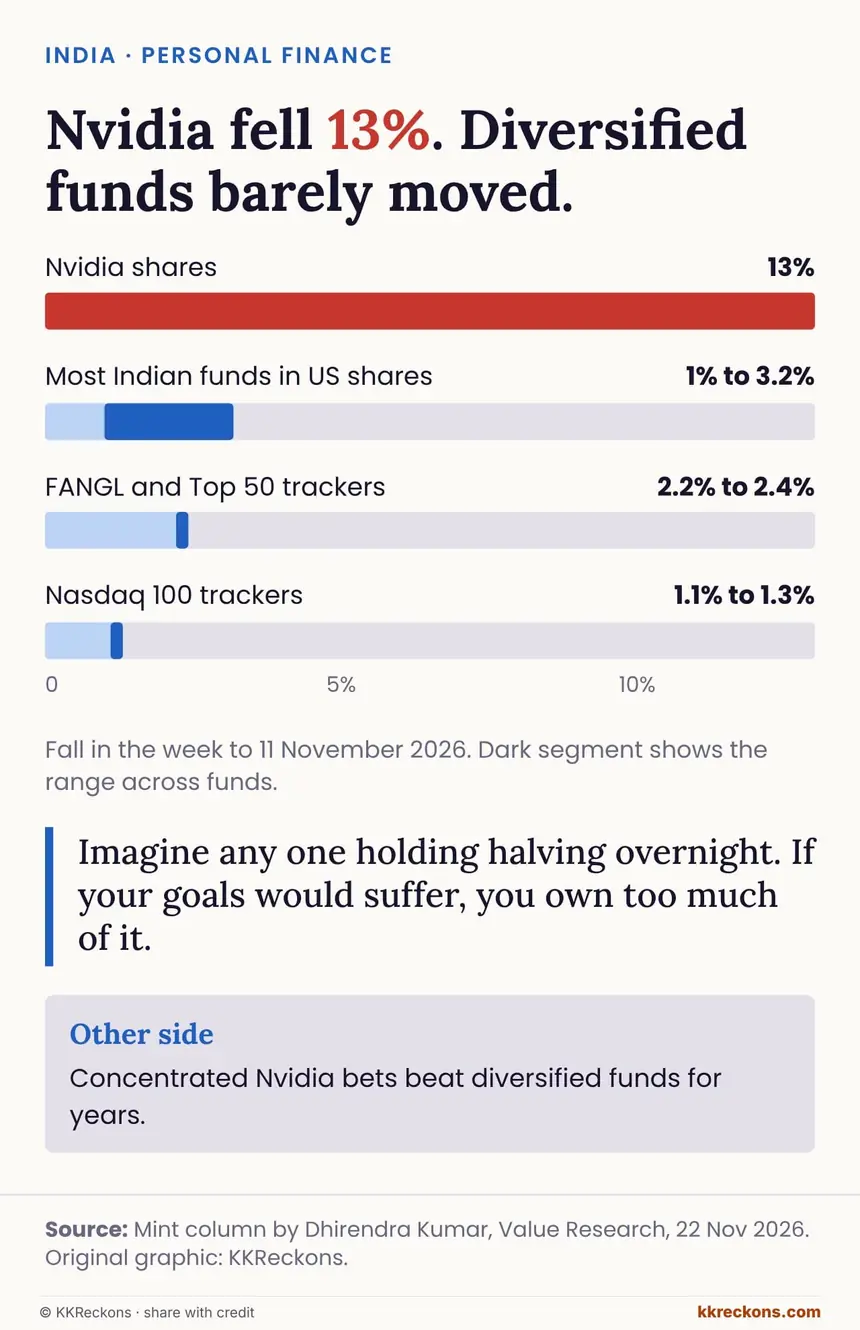 INDIA · PERSONAL FINANCE
Nvidia fell 13%. Diversified
funds barely moved.
Nvidia shares 13%
Most Indian funds in US shares 1% to 3.2%
FANGL and Top 50 trackers 2.2% to 2.4%
Nasdaq 100 trackers 1.1% to 1.3%
0 5% 10%
Fall in the week to 11 November 2026. Dark segment shows the
range across funds.
Imagine any one holding halving overnight. If
your goals would suffer, you own too much
of it.
Other side
Concentrated Nvidia bets beat diversified funds for
years.
Source: Mint column by Dhirendra Kumar, Value Research, 22 Nov 2026.
Original graphic: KKReckons.
© KKReckons · share with credit kkreckons.com